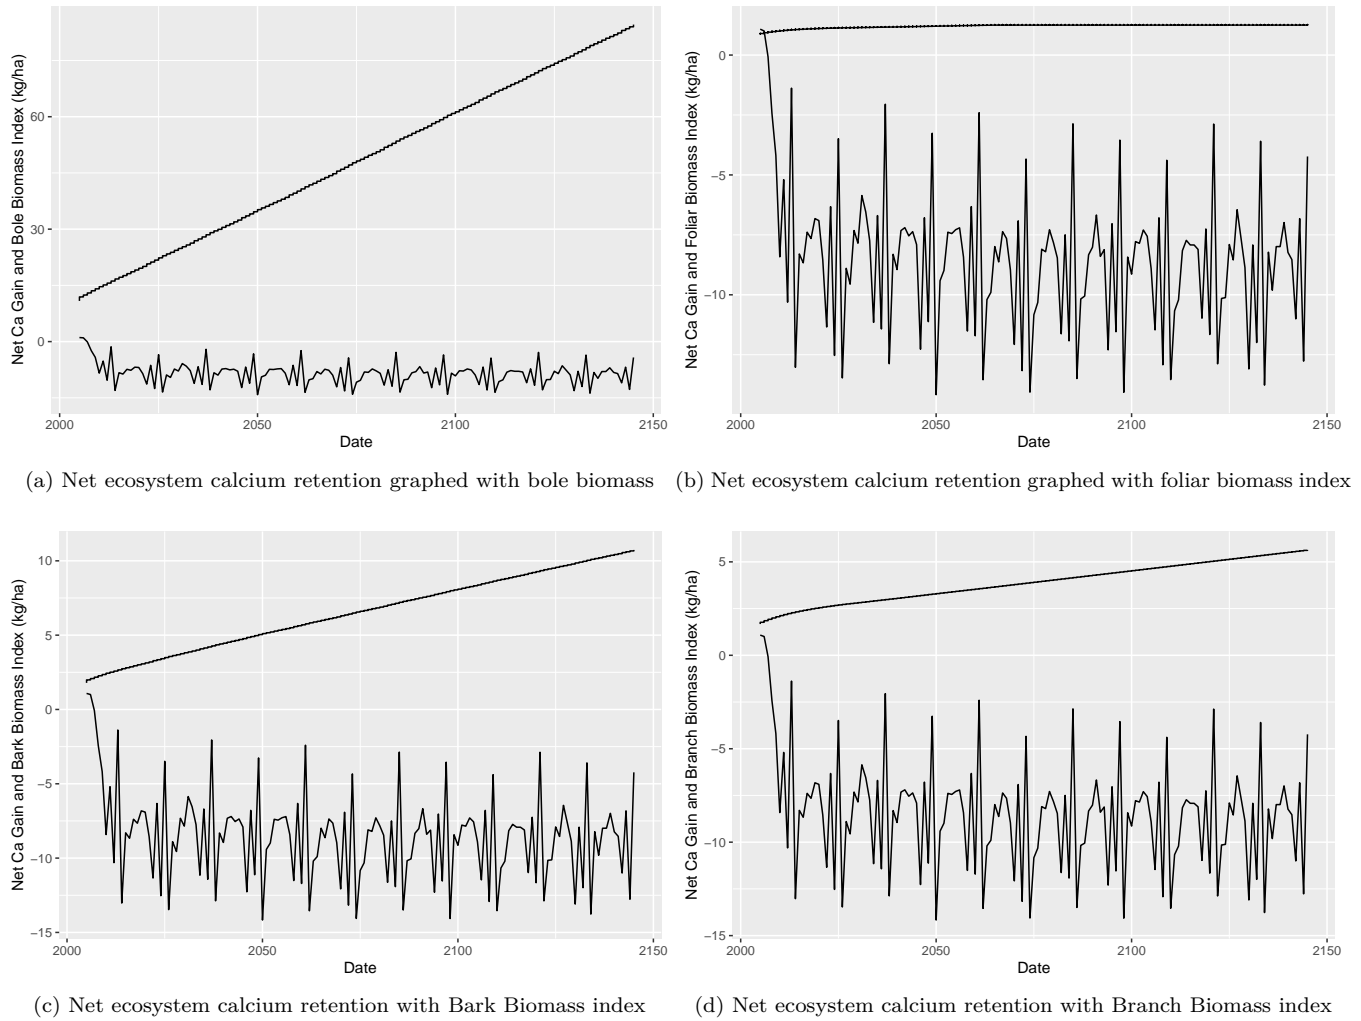 Net Ca Gain and Bole Biomass Index (kg/ha)
60
30
0
2000 2050 2100 2150
Date
(a) Net ecosystem calcium retention graphed with bole biomass
Net Ca Gain and Foliar Biomass Index (kg/ha)
0
−5
−10
2000 2050 2100 2150
Date
(b) Net ecosystem calcium retention graphed with foliar biomass index
Net Ca Gain and Bark Biomass Index (kg/ha)
10
5
0
−5
−10
−15
2000 2050 2100 2150
Date
(c) Net ecosystem calcium retention with Bark Biomass index
Net Ca Gain and Branch Biomass Index (kg/ha)
5
0
−5
−10
−15
2000 2050 2100 2150
Date
(d) Net ecosystem calcium retention with Branch Biomass index